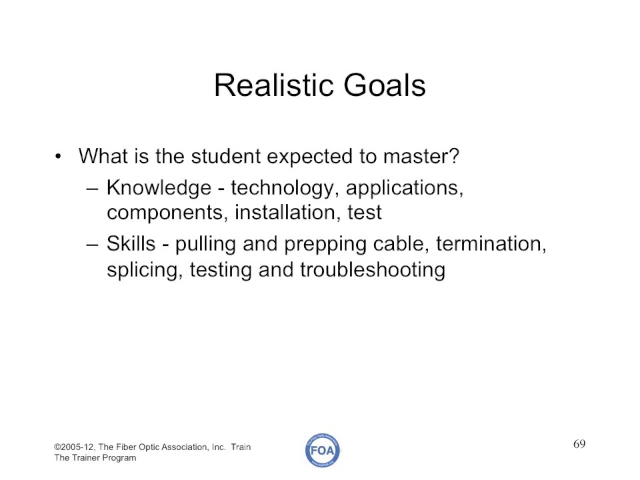 Realistic Goals
• What is the student expected to master?
– Knowledge - technology, applications,
components, installation, test
– Skills - pulling and prepping cable, termination,
splicing, testing and troubleshooting
©2005-12, The Fiber Optic Association, Inc. Train
The Trainer Program
FOA
69